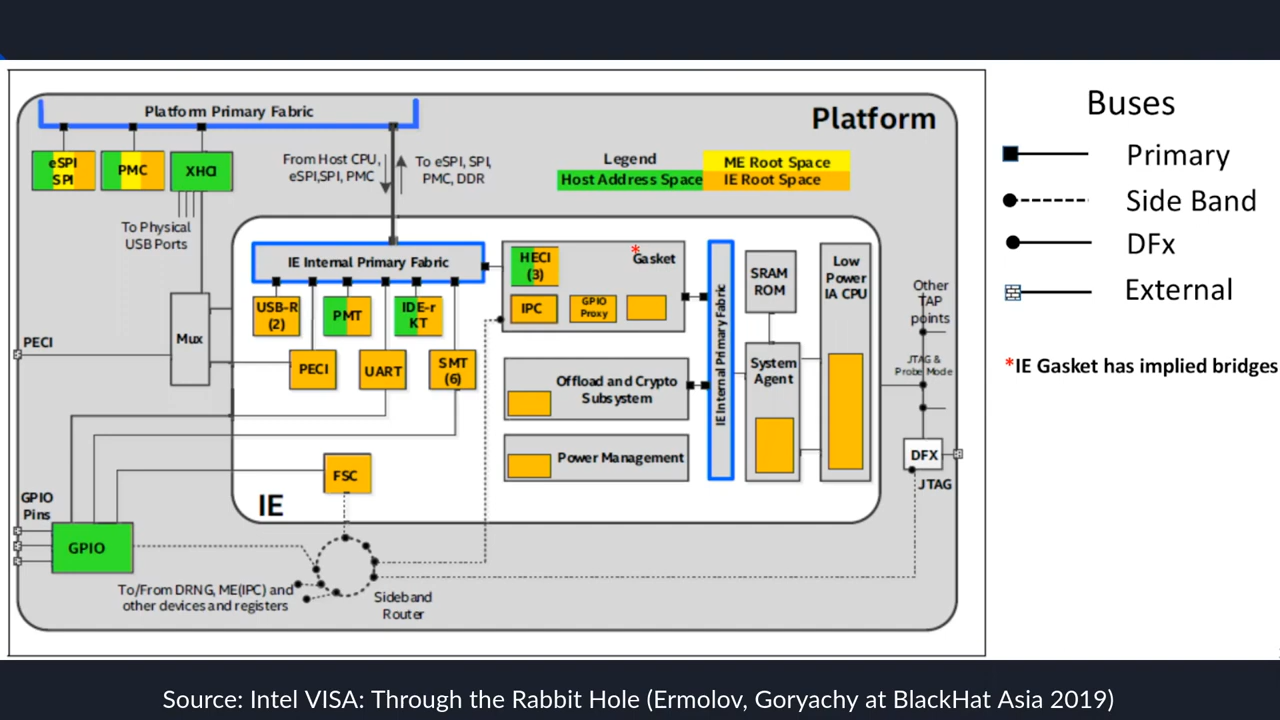 Platform Primary Fabric
Platform
eSPI
SPI
PMC
XHCI
From Host CPU,
eSPI,SPI, PMC
To eSPI, SPI,
PMC, DDR
Legend
Host Address Space
ME Root Space
IE Root Space
To Physical
USB Ports
IE Internal Primary Fabric
HECI
(3)
*
Gasket
IPC
GPIO
Proxy
USB-R
(2)
PMT
IDE-r
KT
PECI
UART
SMT
(6)
Mux
PECI
Offload and Crypto
Subsystem
Power Management
IE Internal Primary Fabric
SRAM
ROM
System
Agent
Low
Power
IA CPU
Other
TAP
points
JTAG &
Probe Mode
DFX
JTAG
FSC
IE
GPIO
Pins
GPIO
To/From DRNG, ME(IPC) and
other devices and registers
Sideband
Router
Buses
Primary
Side Band
DFx
External
*IE Gasket has implied bridges
Source: Intel VISA: Through the Rabbit Hole (Ermolov, Goryachy at BlackHat Asia 2019)